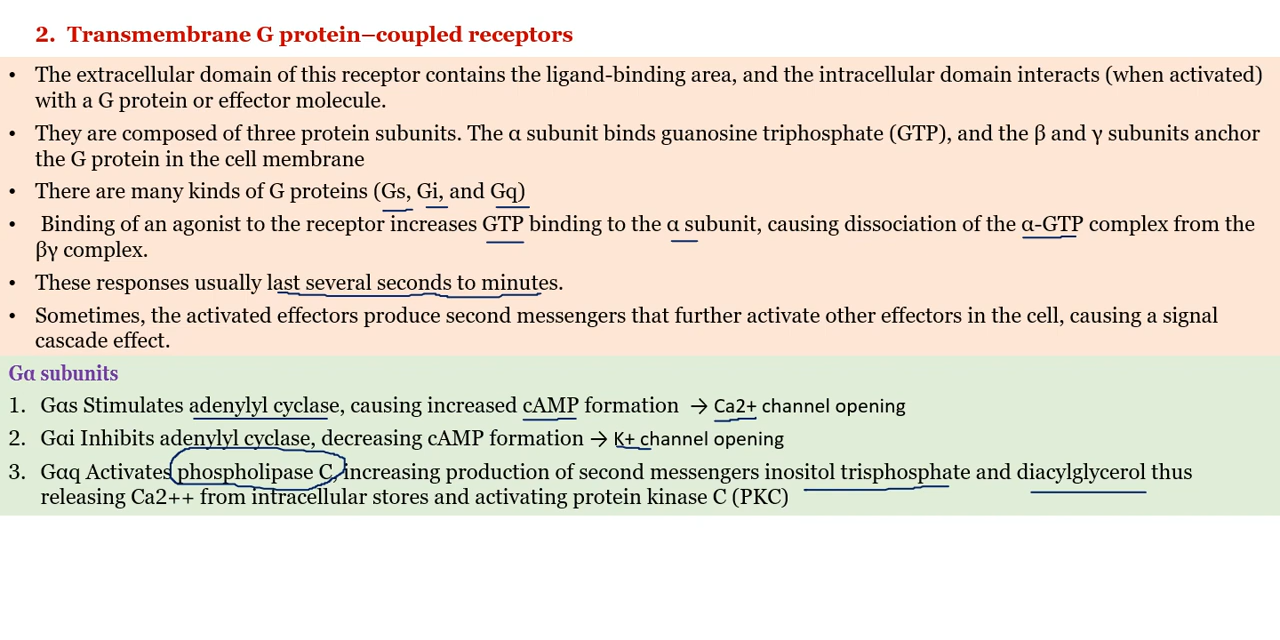 2. Transmembrane G protein–coupled receptors
• The extracellular domain of this receptor contains the ligand-binding area, and the intracellular domain interacts (when activated)
with a G protein or effector molecule.
• They are composed of three protein subunits. The α subunit binds guanosine triphosphate (GTP), and the β and γ subunits anchor
the G protein in the cell membrane
• There are many kinds of G proteins (Gs, Gi, and Gq)
• Binding of an agonist to the receptor increases GTP binding to the α subunit, causing dissociation of the α-GTP complex from the
βγ complex.
• These responses usually last several seconds to minutes.
• Sometimes, the activated effectors produce second messengers that further activate other effectors in the cell, causing a signal
cascade effect.
Gα subunits
1. Gαs Stimulates adenylyl cyclase, causing increased cAMP formation → Ca2+ channel opening
2. Gαi Inhibits adenylyl cyclase, decreasing cAMP formation → K+ channel opening
3. Gαq Activates phospholipase C, increasing production of second messengers inositol trisphosphate and diacylglycerol thus
releasing Ca2++ from intracellular stores and activating protein kinase C (PKC)